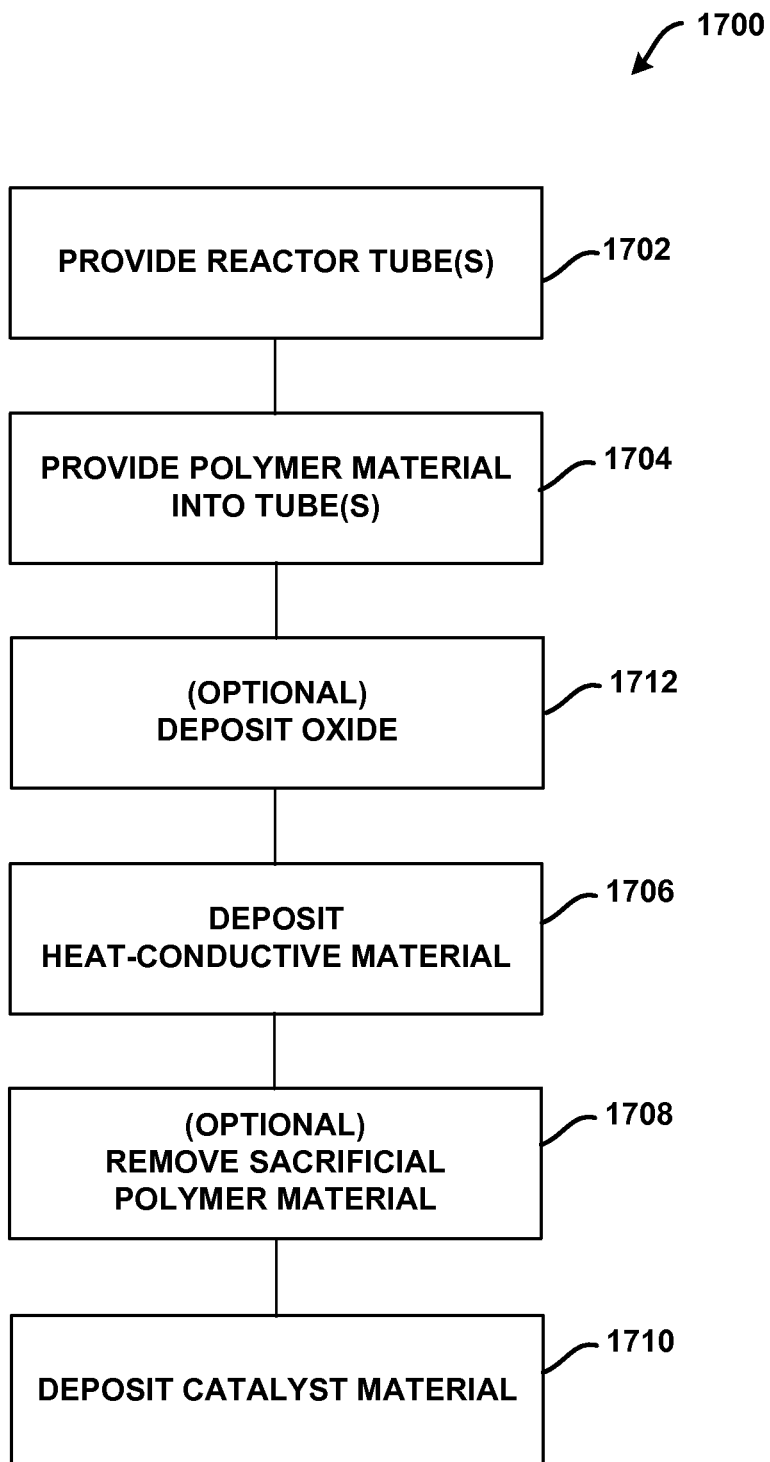 1700
PROVIDE REACTOR TUBE(S)
1702
PROVIDE POLYMER MATERIAL
INTO TUBE(S)
1704
(OPTIONAL)
DEPOSIT OXIDE
1712
DEPOSIT
HEAT-CONDUCTIVE MATERIAL
1706
(OPTIONAL)
REMOVE SACRIFICIAL
POLYMER MATERIAL
1708
DEPOSIT CATALYST MATERIAL
1710